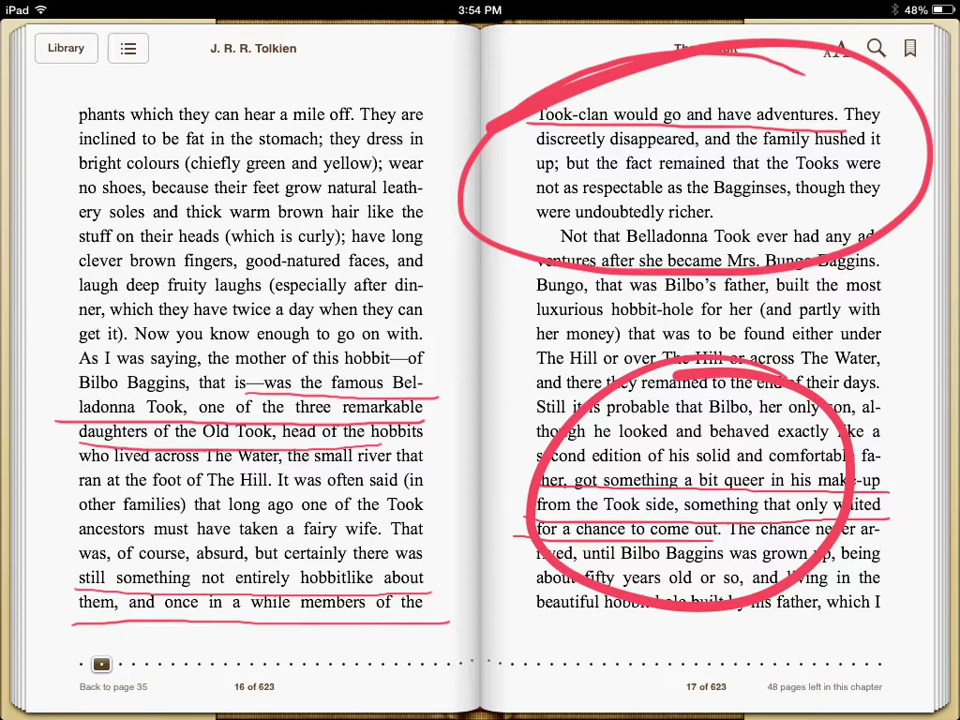 iPad
3:54 PM
48%
Library
J. R. R. Tolkien
AA
phants which they can hear a mile off. They are
inclined to be fat in the stomach; they dress in
bright colours (chiefly green and yellow); wear
no shoes, because their feet grow natural leath-
ery soles and thick warm brown hair like the
stuff on their heads (which is curly); have long
clever brown fingers, good-natured faces, and
laugh deep fruity laughs (especially after din-
ner, which they have twice a day when they can
get it). Now you know enough to go on with.
As I was saying, the mother of this hobbit—of
Bilbo Baggins, that is—was the famous Bel-
ladonna Took, one of the three remarkable
daughters of the Old Took, head of the hobbits
who lived across The Water, the small river that
ran at the foot of The Hill. It was often said (in
other families) that long ago one of the Took
ancestors must have taken a fairy wife. That
was, of course, absurd, but certainly there was
still something not entirely hobbitlike about
them, and once in a while members of the
Back to page 35
16 of 623
Took-clan would go and have adventures. They
discreetly disappeared, and the family hushed it
up; but the fact remained that the Tooks were
not as respectable as the Bagginses, though they
were undoubtedly richer.
Not that Belladonna Took ever had any ad-
ventures after she became Mrs. Bungo Baggins.
Bungo, that was Bilbo's father, built the most
luxurious hobbit-hole for her (and partly with
her money) that was to be found either under
The Hill or over The Hill or across The Water,
and there they remained to the end of their days.
Still it is probable that Bilbo, her only son, al-
though he looked and behaved exactly like a
second edition of his solid and comfortable fa-
ther, got something a bit queer in his make-up
from the Took side, something that only waited
for a chance to come out. The chance never ar-
rived, until Bilbo Baggins was grown up, being
about fifty years old or so, and living in the
beautiful hobbit-hole built by his father, which I
17 of 623
48 pages left in this chapter